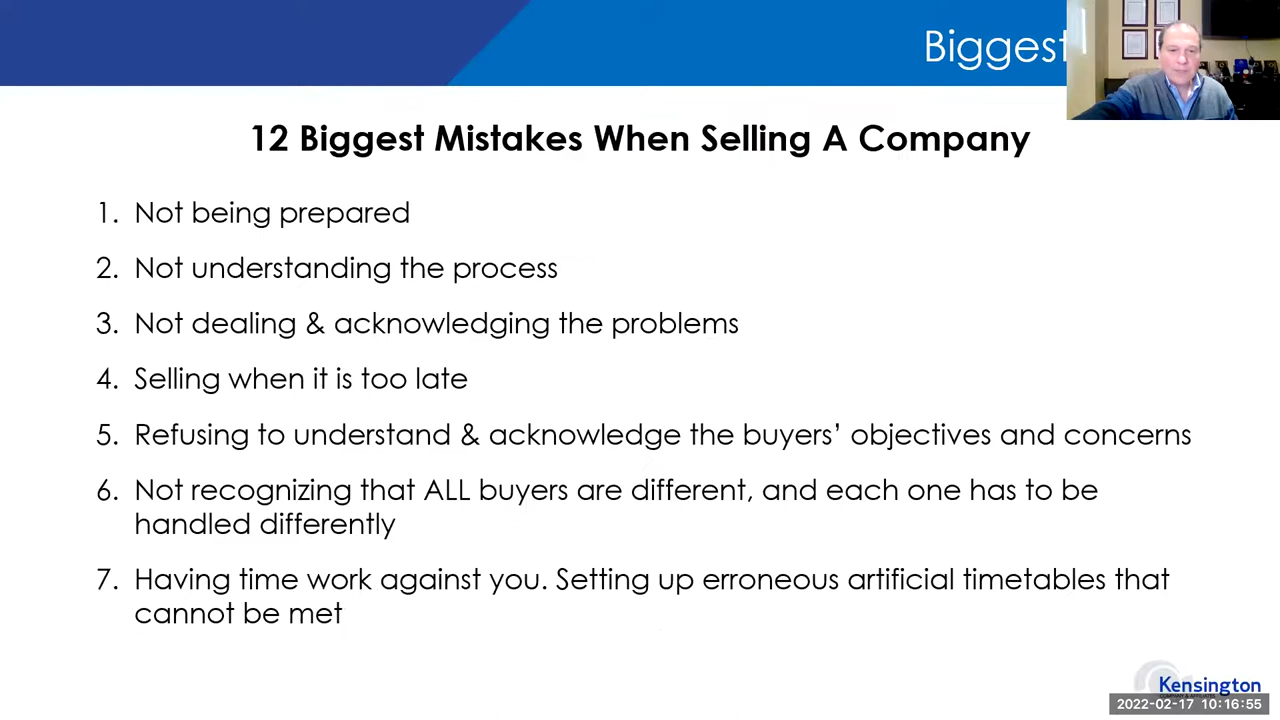 Biggest
12 Biggest Mistakes When Selling A Company
1. Not being prepared
2. Not understanding the process
3. Not dealing & acknowledging the problems
4. Selling when it is too late
5. Refusing to understand & acknowledge the buyers’ objectives and concerns
6. Not recognizing that ALL buyers are different, and each one has to be
handled differently
7. Having time work against you. Setting up erroneous artificial timetables that
cannot be met
Kensington
COMPANY & AFFILIATES
2022-02-17 10:16:55